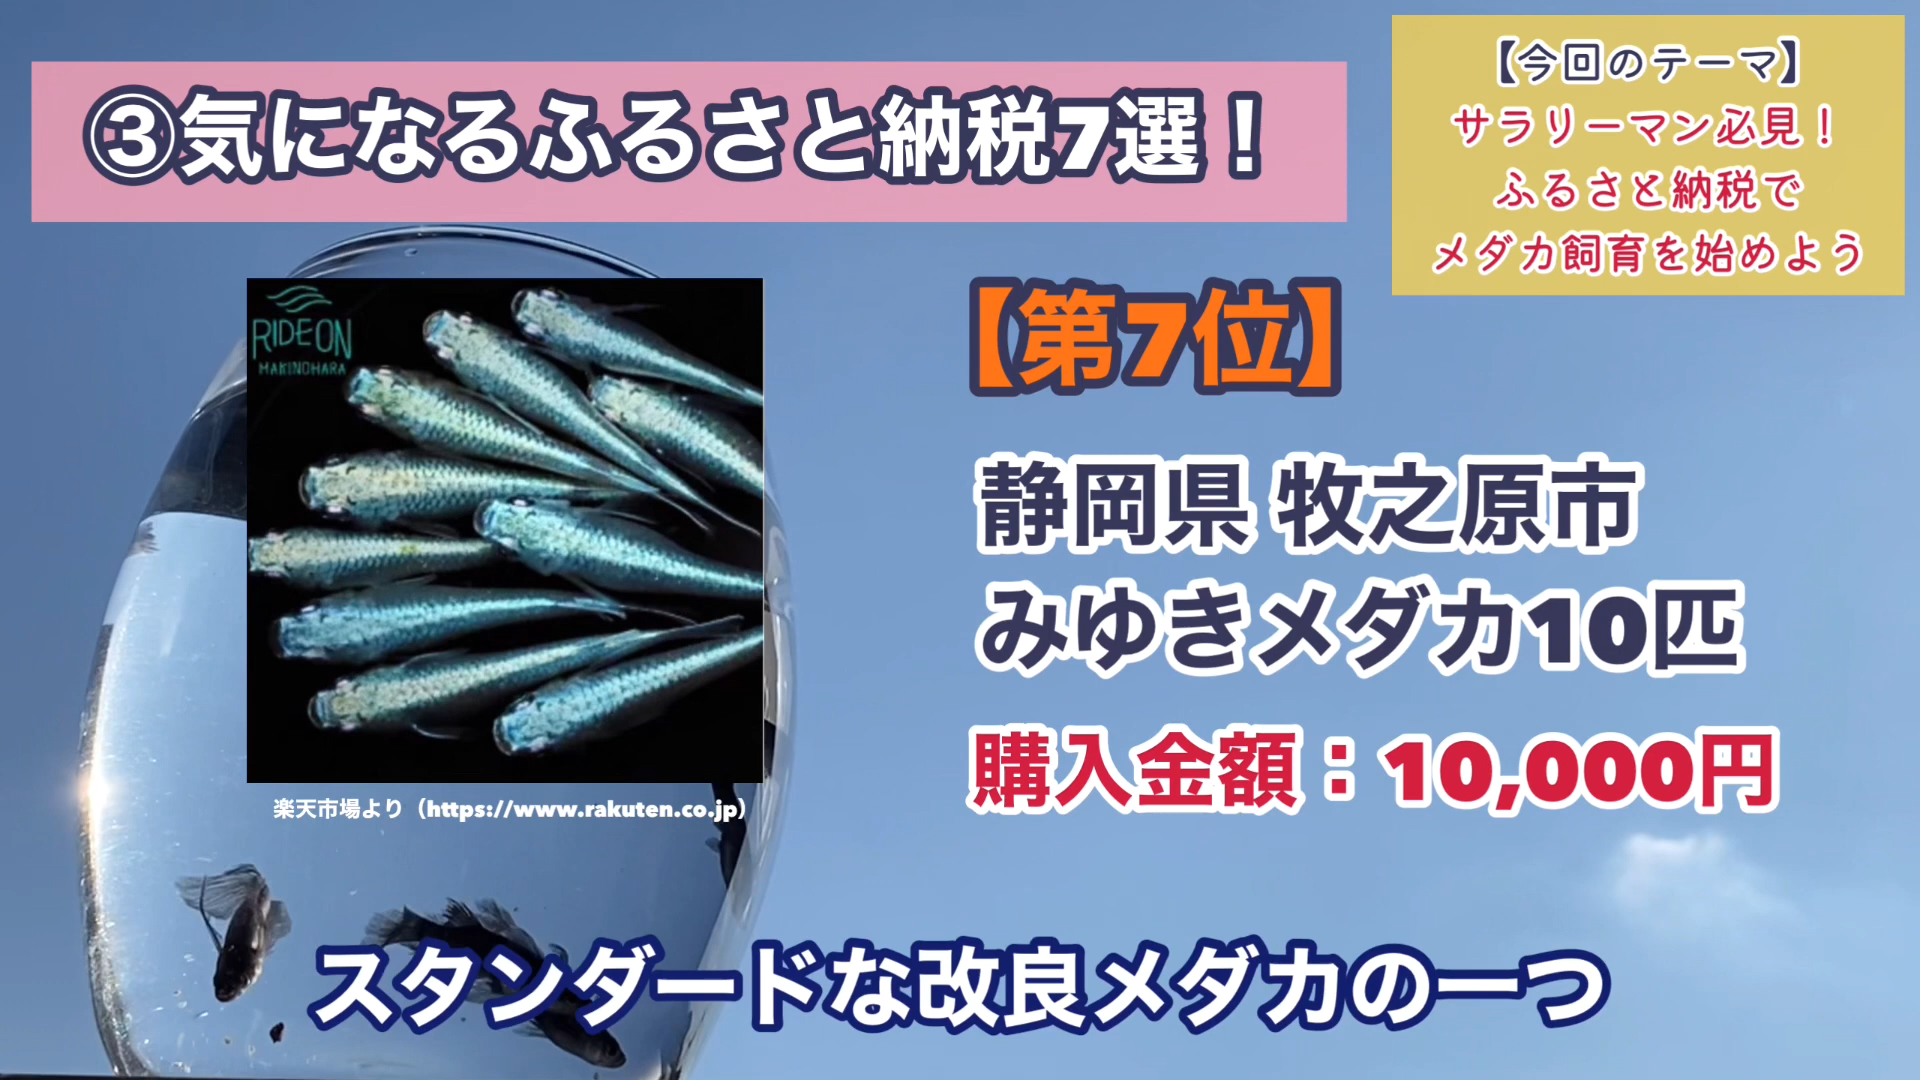 ③気になるふるさと納税7選！
【今回のテーマ】
サラリーマン必見！
ふるさと納税で
メダカ飼育を始めよう
RIDE ON
MAKINOHARA
【第7位】
静岡県 牧之原市
みゆきメダカ10匹
購入金額：10,000円
楽天市場より（https://www.rakuten.co.jp）
スタンダードな改良メダカの一つ